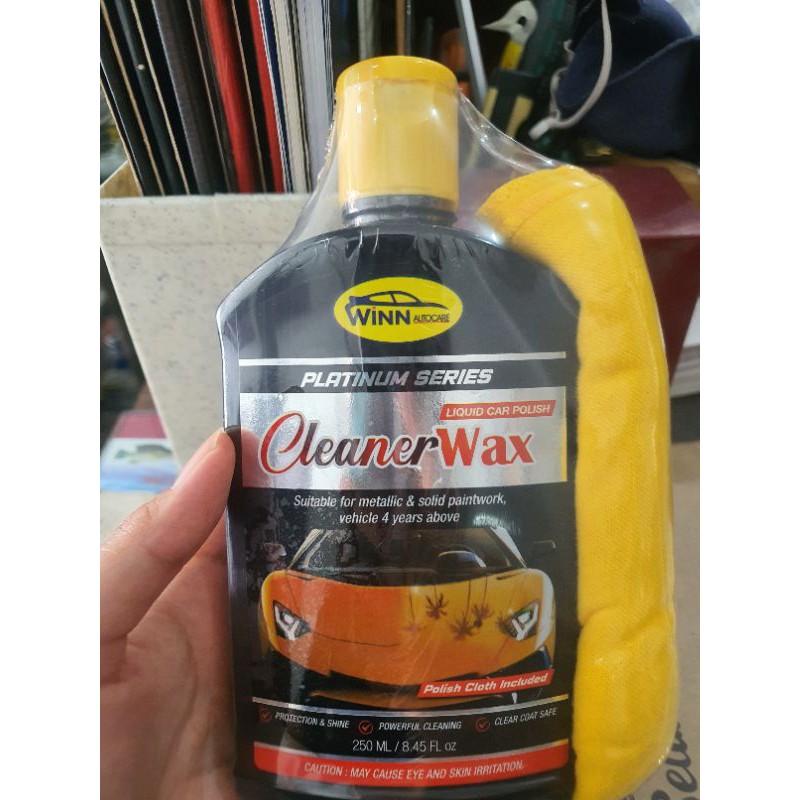 WiNN AUTOCARE
PLATINUM SERIES
LIQUID CAR POLISH
CleanerWax
Suitable for metallic & solid paintwork,
vehicle 4 years above
Polish Cloth Included
PROTECTION & SHINE POWERFUL CLEANING CLEAR COAT SAFE
250 ML / 8.45 FL oz
CAUTION : MAY CAUSE EYE AND SKIN IRRITATION.